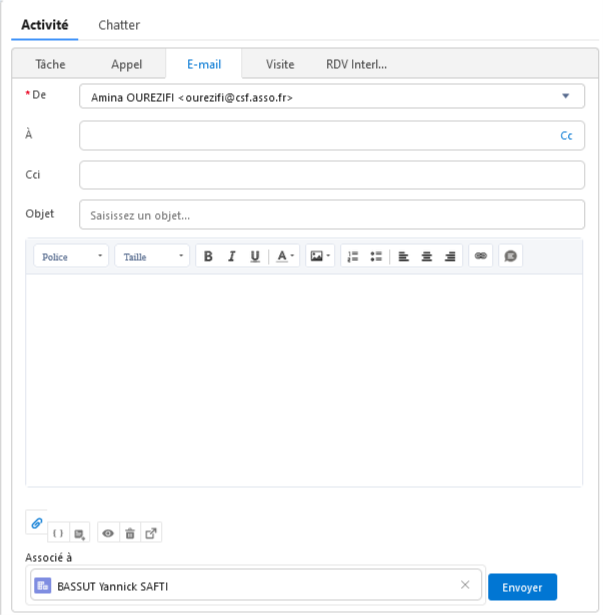 Activité Chatter
Tâche Appel E-mail Visite RDV Interl...
* De Amina OUREZIFI <ourezifi@csf.asso.fr>
À Cc
Cci
Objet Saisissez un objet...
Police Taille B I U A
Associé à
BASSUT Yannick SAFTI Envoyer